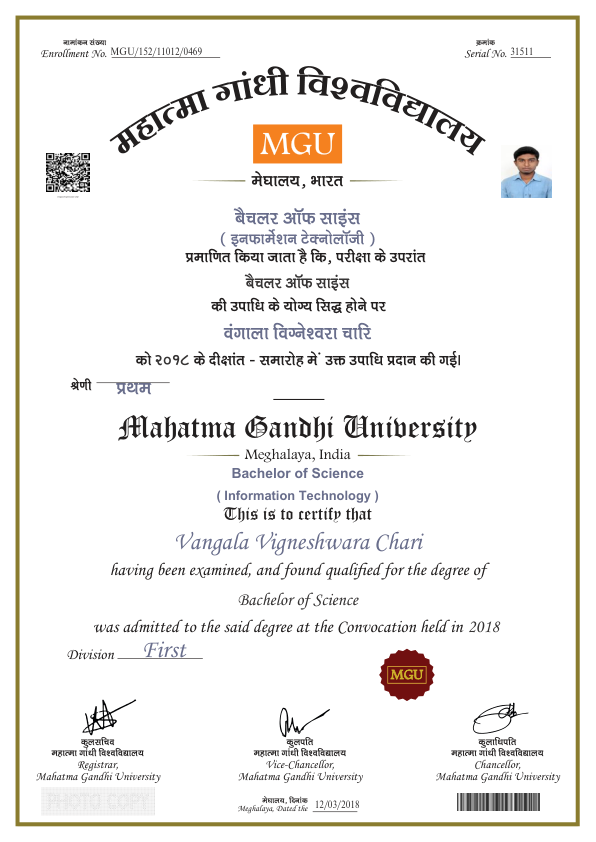 नामांकन संख्या
Enrollment No. MGU/152/11012/0469
क्रमांक
Serial No. 31511
महात्मा गांधी विश्वविद्यालय
MGU
मेघालय, भारत
बैचलर ऑफ साइंस
( इनफार्मेशन टेक्नोलॉजी )
प्रमाणित किया जाता है कि, परीक्षा के उपरांत
बैचलर ऑफ साइंस
की उपाधि के योग्य सिद्ध होने पर
वंगाला विग्नेश्वरा चारि
को २०१८ के दीक्षांत - समारोह में उक्त उपाधि प्रदान की गई।
श्रेणी प्रथम
Mahatma Gandhi University
Meghalaya, India
Bachelor of Science
( Information Technology )
This is to certify that
Vangala Vigneshwara Chari
having been examined, and found qualified for the degree of
Bachelor of Science
was admitted to the said degree at the Convocation held in 2018
Division First
MGU
कुलसचिव
महात्मा गांधी विश्वविद्यालय
Registrar,
Mahatma Gandhi University
कुलपति
महात्मा गांधी विश्वविद्यालय
Vice-Chancellor,
Mahatma Gandhi University
कुलाधिपति
महात्मा गांधी विश्वविद्यालय
Chancellor,
Mahatma Gandhi University
PHOTO COPY
मेघालय, दिनांक
Meghalaya, Dated the 12/03/2018